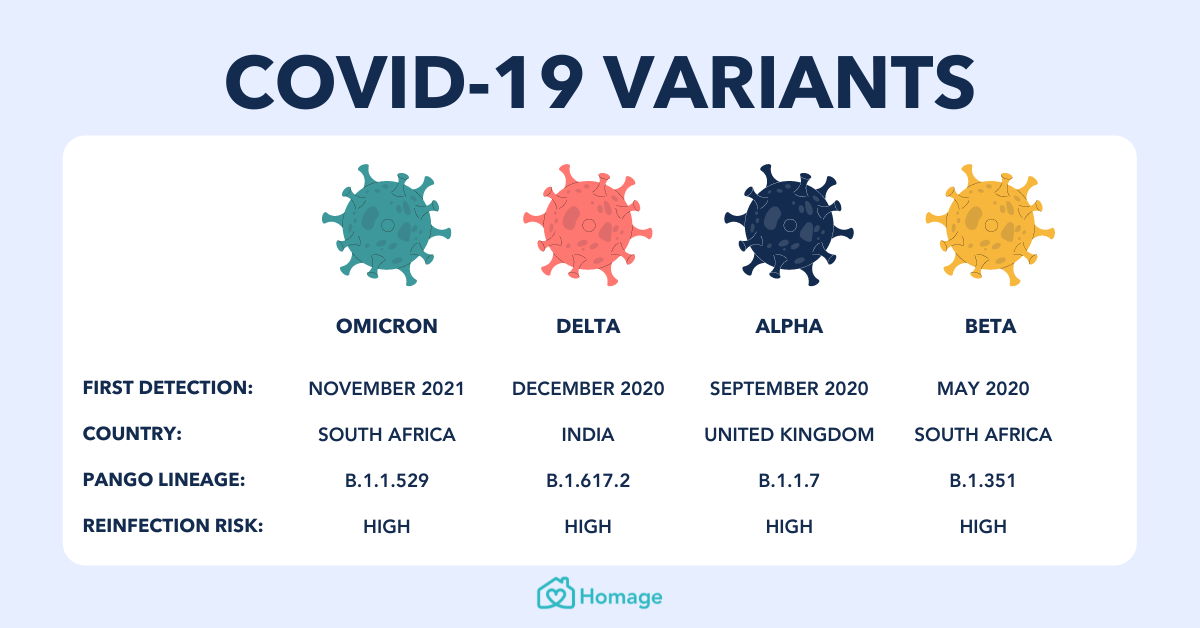 COVID-19 VARIANTS
OMICRON DELTA ALPHA BETA
FIRST DETECTION: NOVEMBER 2021 DECEMBER 2020 SEPTEMBER 2020 MAY 2020
COUNTRY: SOUTH AFRICA INDIA UNITED KINGDOM SOUTH AFRICA
PANGO LINEAGE: B.1.1.529 B.1.617.2 B.1.1.7 B.1.351
REINFECTION RISK: HIGH HIGH HIGH HIGH
Homage